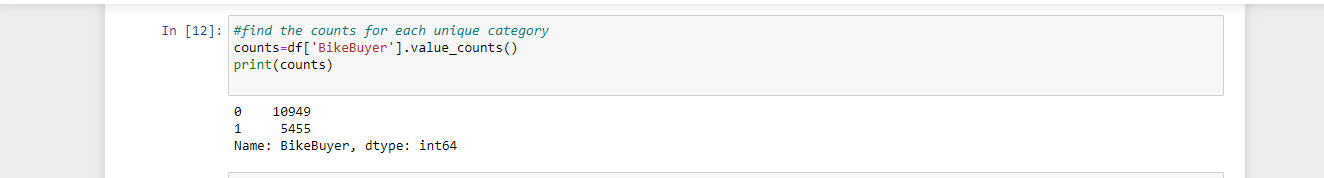 In [12]: #find the counts for each unique category
counts=df['BikeBuyer'].value_counts()
print(counts)
0    10949
1     5455
Name: BikeBuyer, dtype: int64